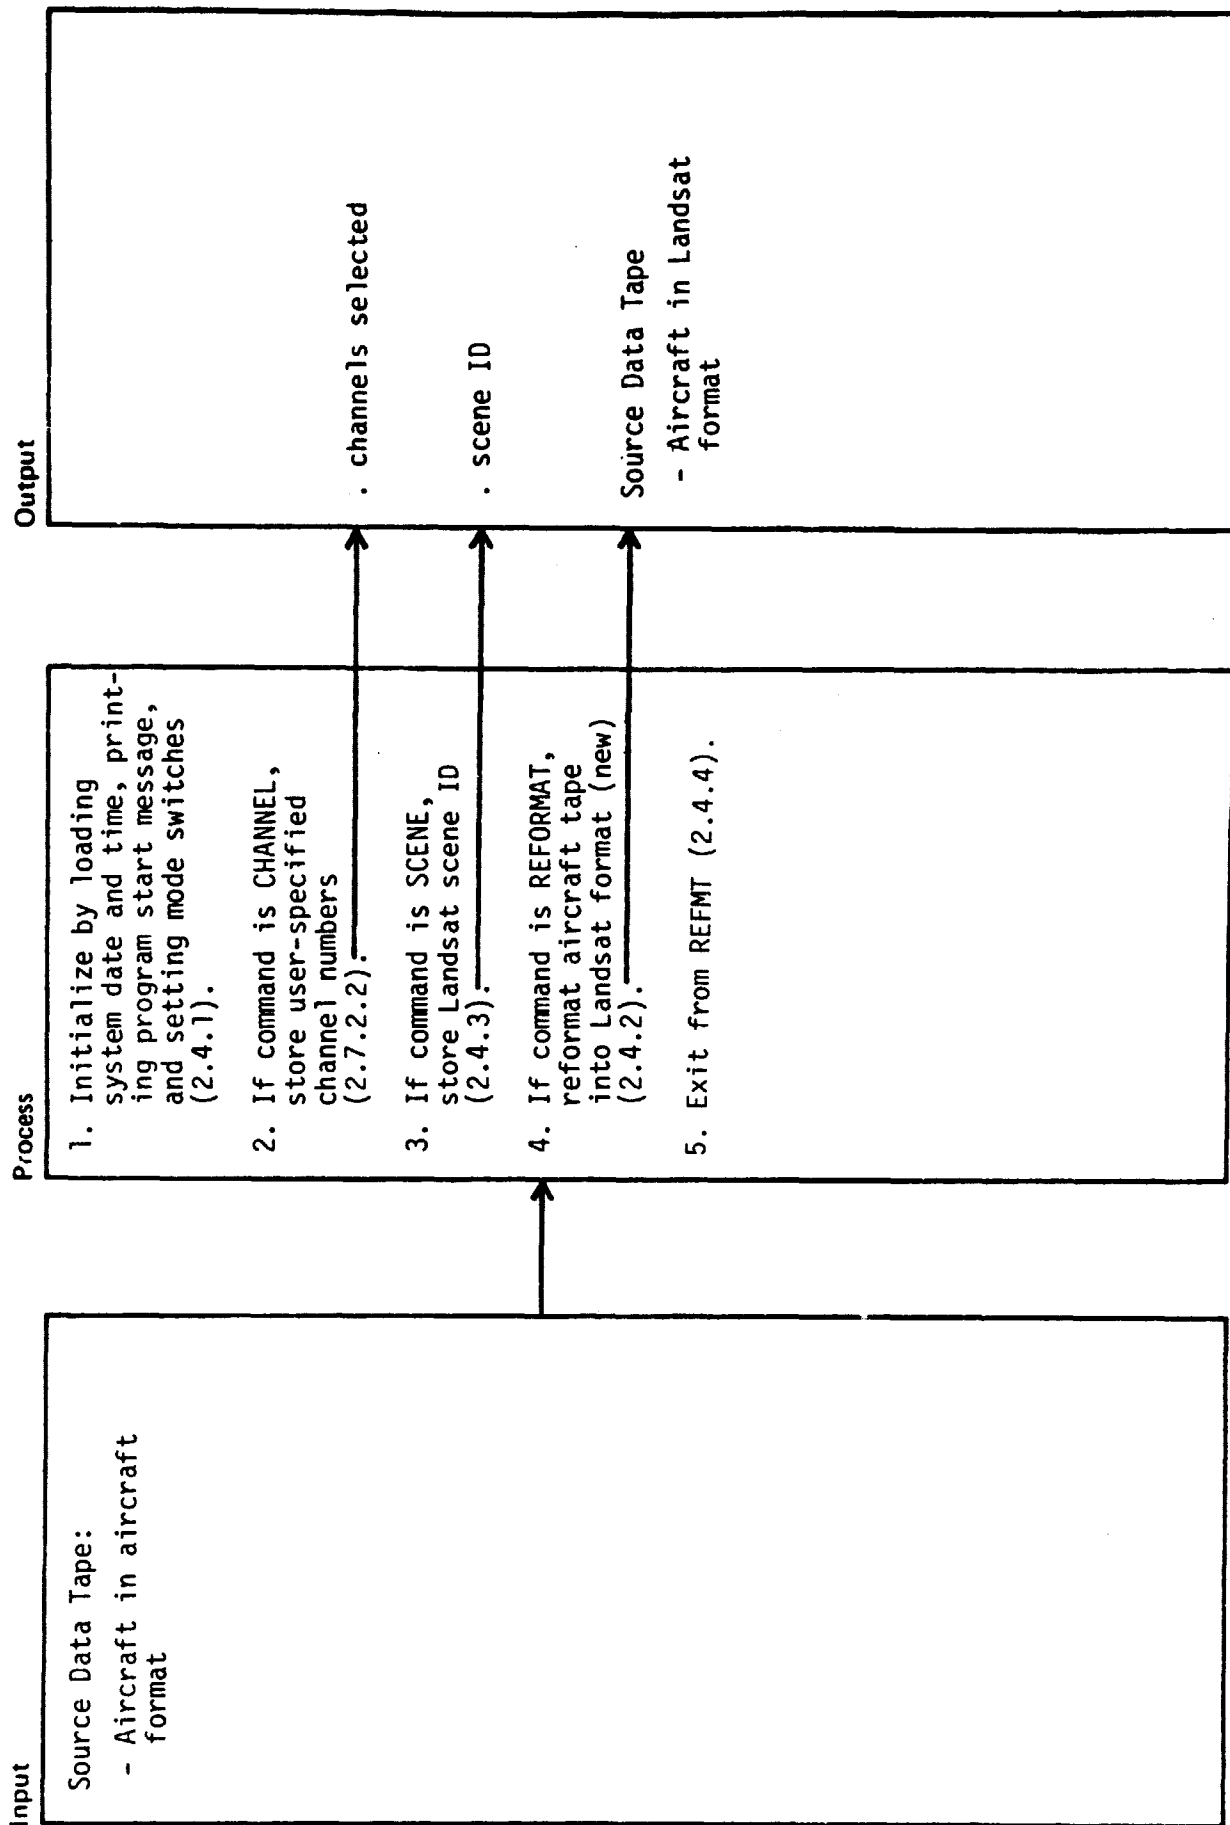 Input
Source Data Tape:
- Aircraft in aircraft
format
Process
1. Initialize by loading
system date and time, print-
ing program start message,
and setting mode switches
(2.4.1).
2. If command is CHANNEL,
store user-specified
channel numbers
(2.7.2.2).
3. If command is SCENE,
store Landsat scene ID
(2.4.3).
4. If command is REFORMAT,
reformat aircraft tape
into Landsat format (new)
(2.4.2).
5. Exit from REFMT (2.4.4).
Output
. channels selected
. scene ID
Source Data Tape
- Aircraft in Landsat
format